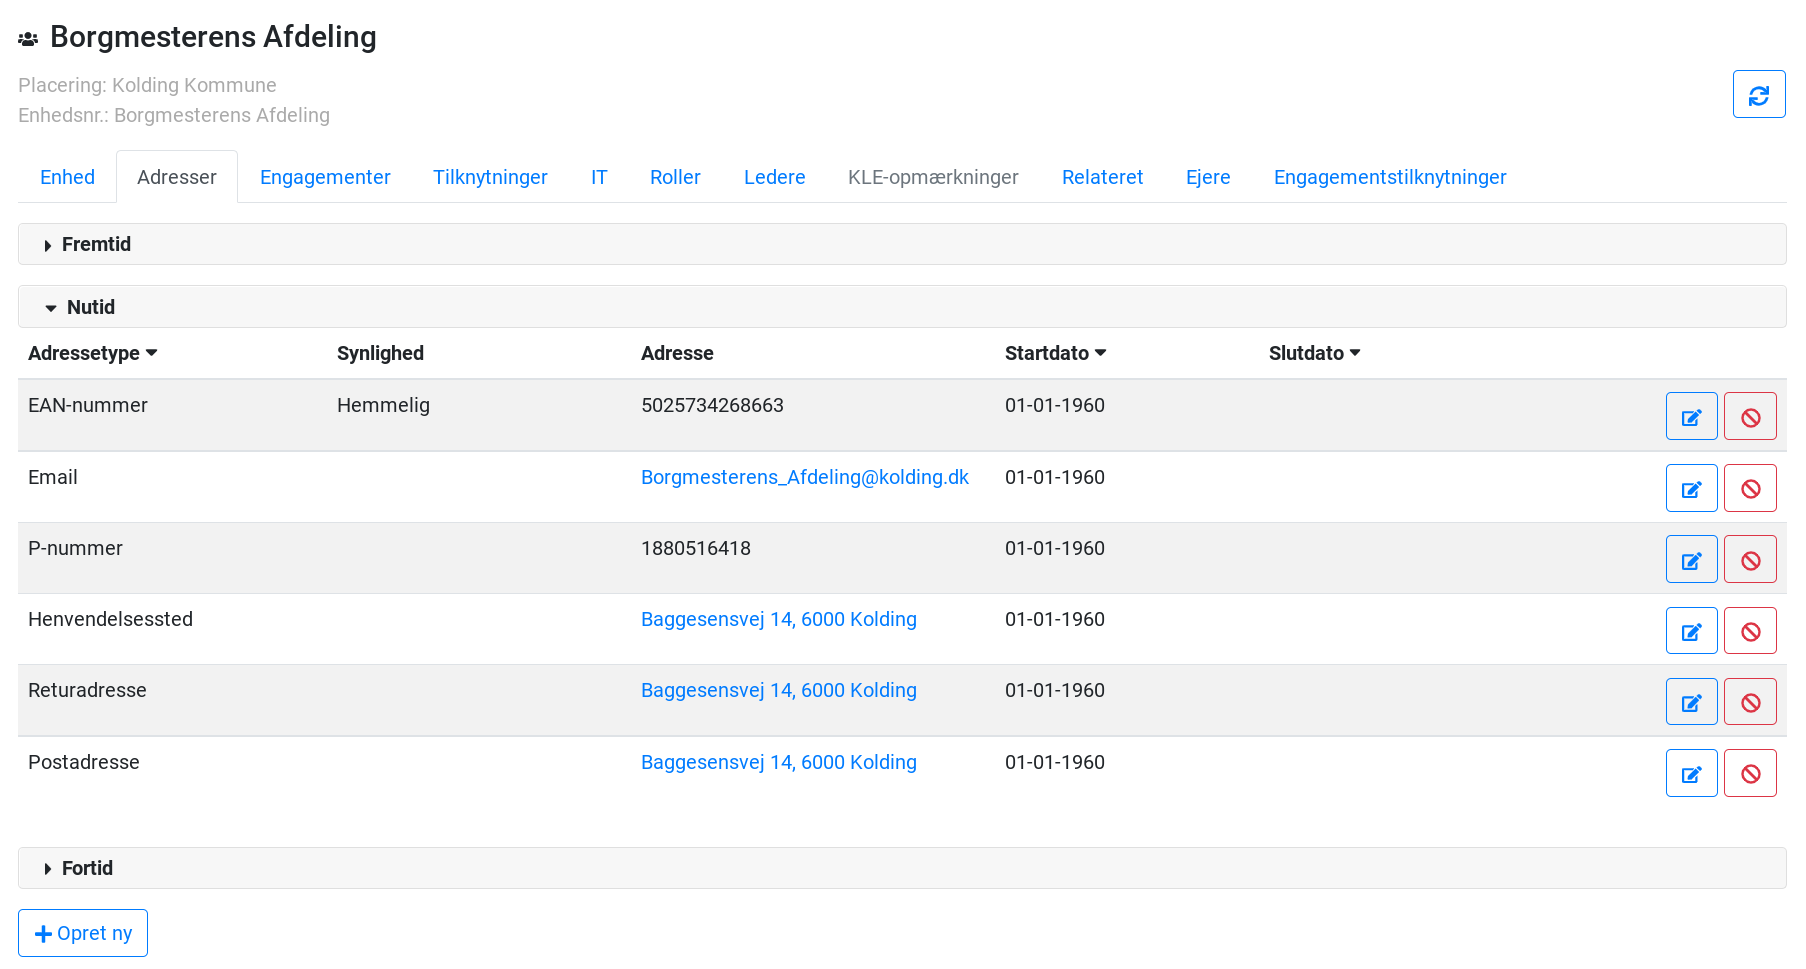 Borgmesterens Afdeling
Placering: Kolding Kommune
Enhedsnr.: Borgmesterens Afdeling
Enhed Adresser Engagementer Tilknytninger IT Roller Ledere KLE-opmærkninger Relateret Ejere Engagementstilknytninger
Fremtid
Nutid
Adressetype Synlighed Adresse Startdato Slutdato
EAN-nummer Hemmelig 5025734268663 01-01-1960
Email Borgmesterens_Afdeling@kolding.dk 01-01-1960
P-nummer 1880516418 01-01-1960
Henvendelsessted Baggesensvej 14, 6000 Kolding 01-01-1960
Returadresse Baggesensvej 14, 6000 Kolding 01-01-1960
Postadresse Baggesensvej 14, 6000 Kolding 01-01-1960
Fortid
Opret ny